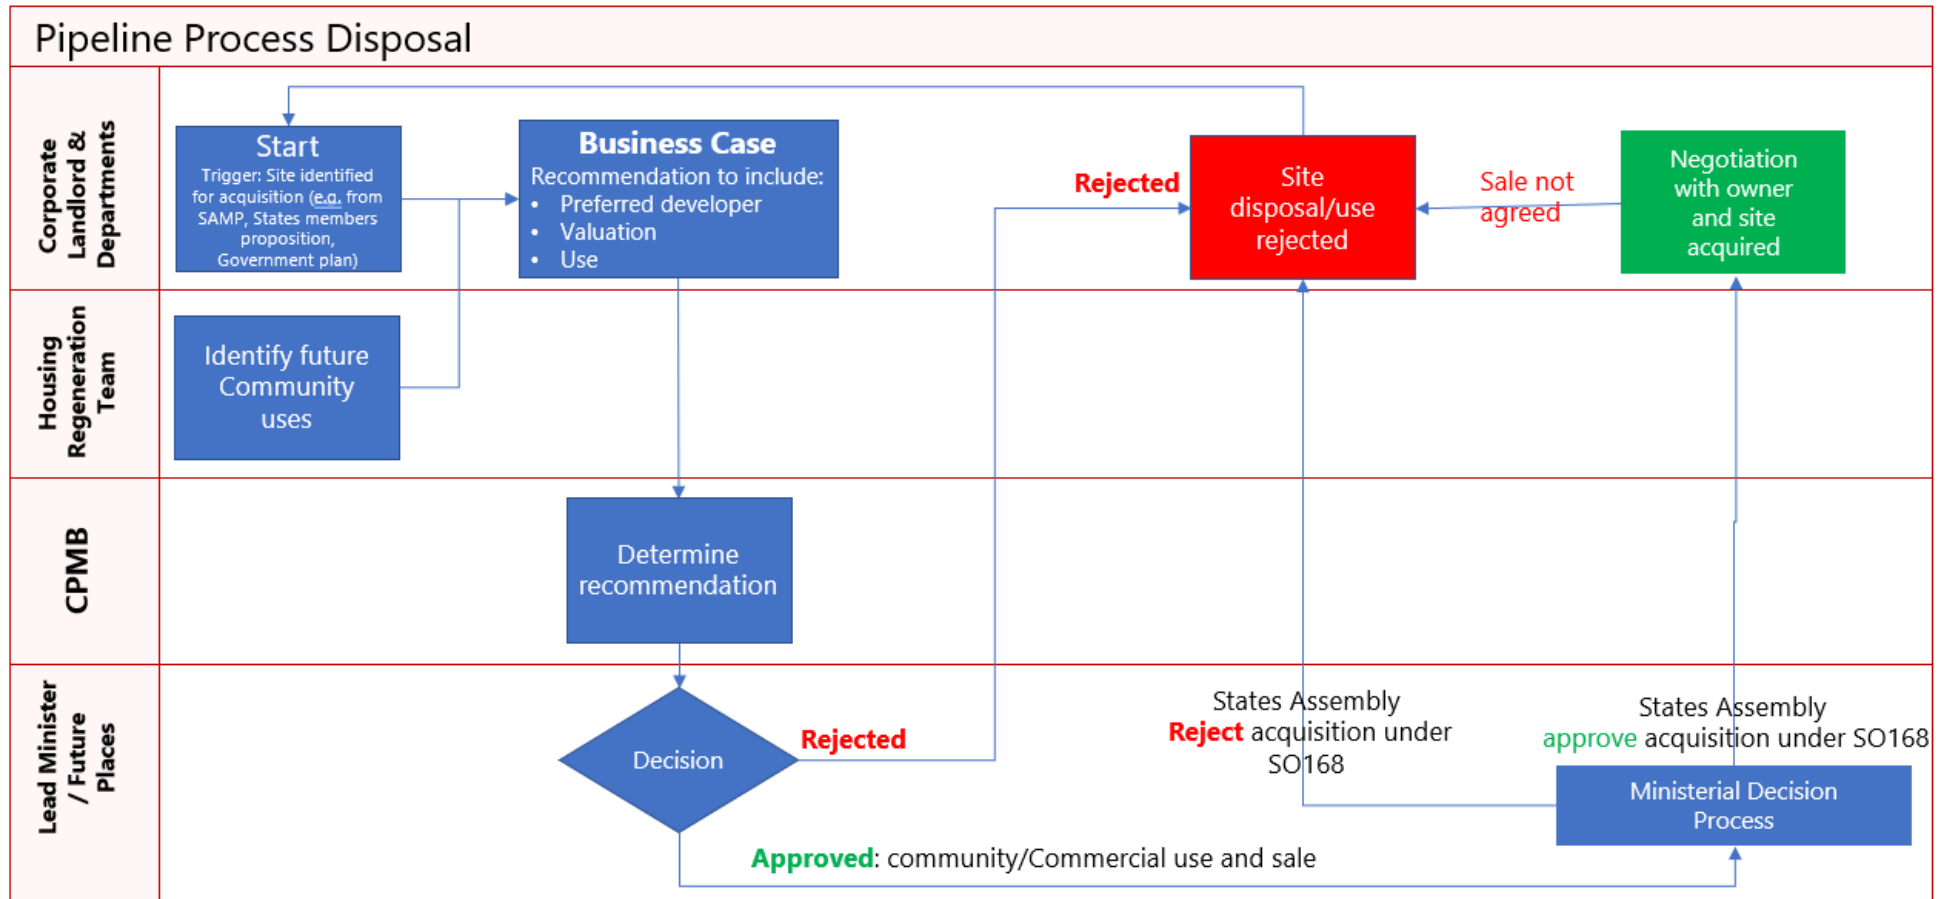 Pipeline Process Disposal
Corporate
Landlord &
Departments
Start
Trigger: Site identified
for acquisition (e.g. from
SAMP, States members
proposition,
Government plan)
Business Case
Recommendation to include:
• Preferred developer
• Valuation
• Use
Rejected
Site
disposal/use
rejected
Sale not
agreed
Negotiation
with owner
and site
acquired
Housing
Regeneration
Team
Identify future
Community
uses
CPMB
Determine
recommendation
Lead Minister
/ Future
Places
Decision
Rejected
States Assembly
Reject acquisition under
SO168
States Assembly
approve acquisition under SO168
Ministerial Decision
Process
Approved: community/Commercial use and sale